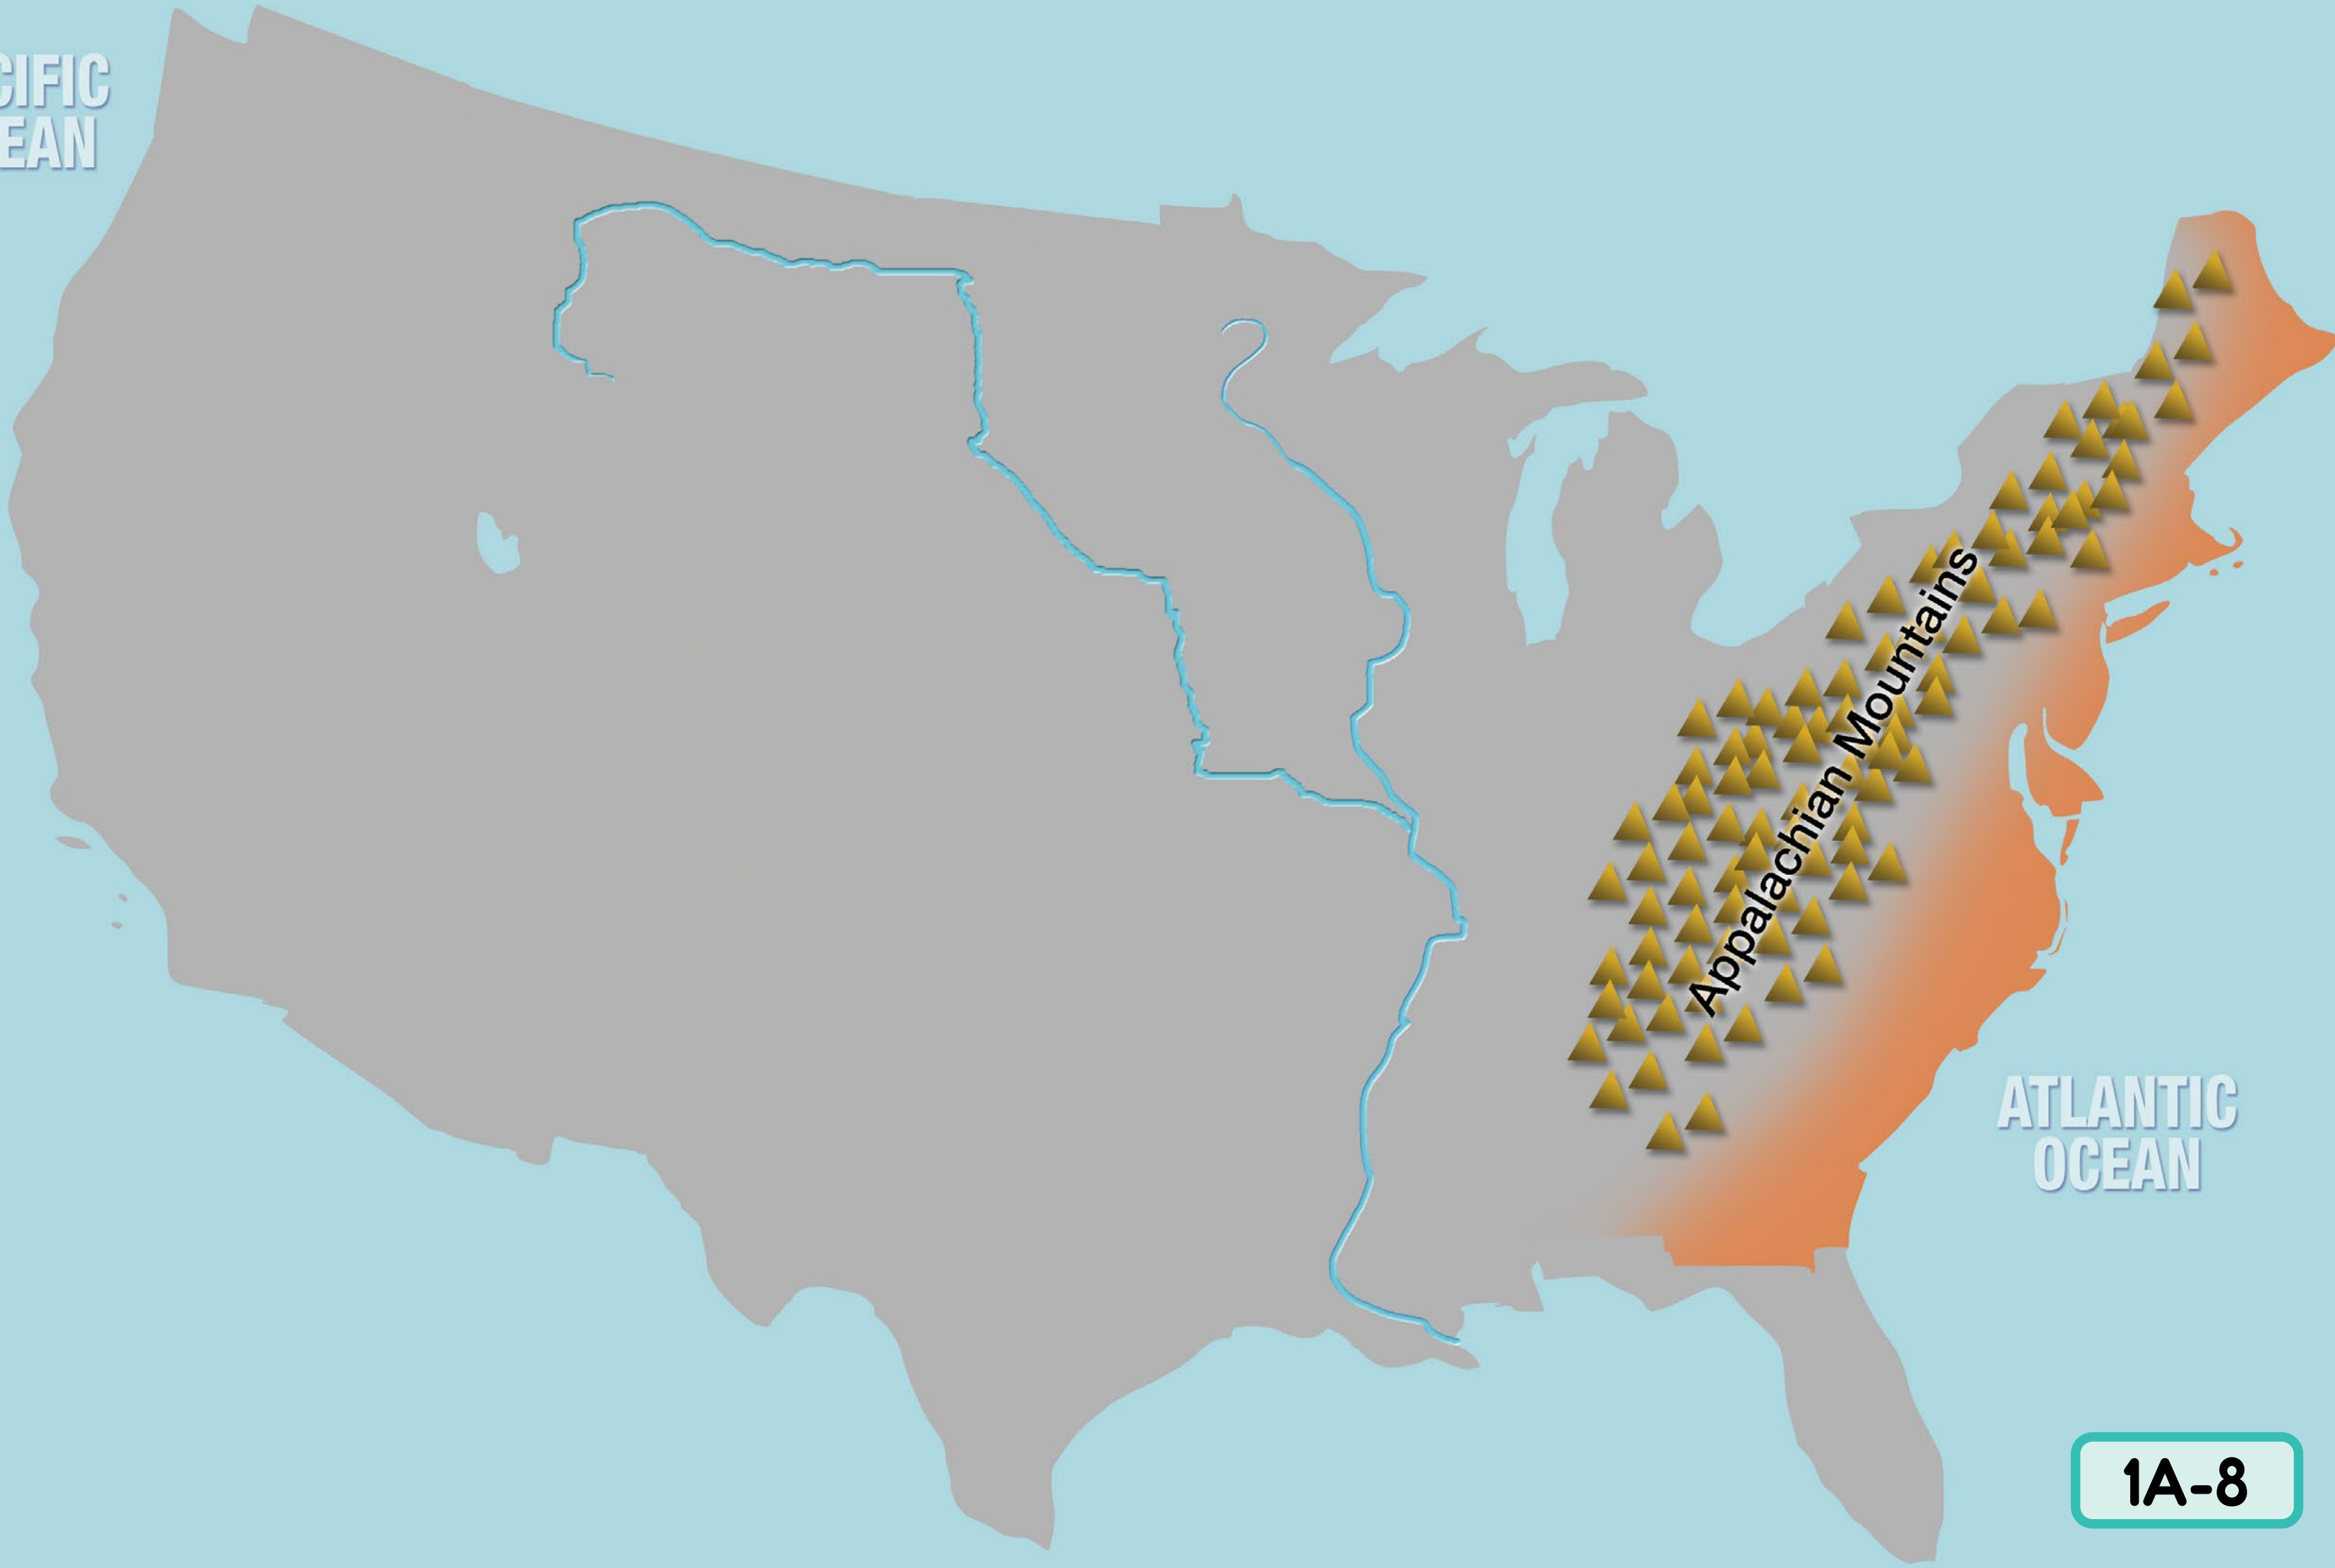 CIFIC
EAN
Appalachian Mountains
ATLANTIC
OCEAN
1A-8